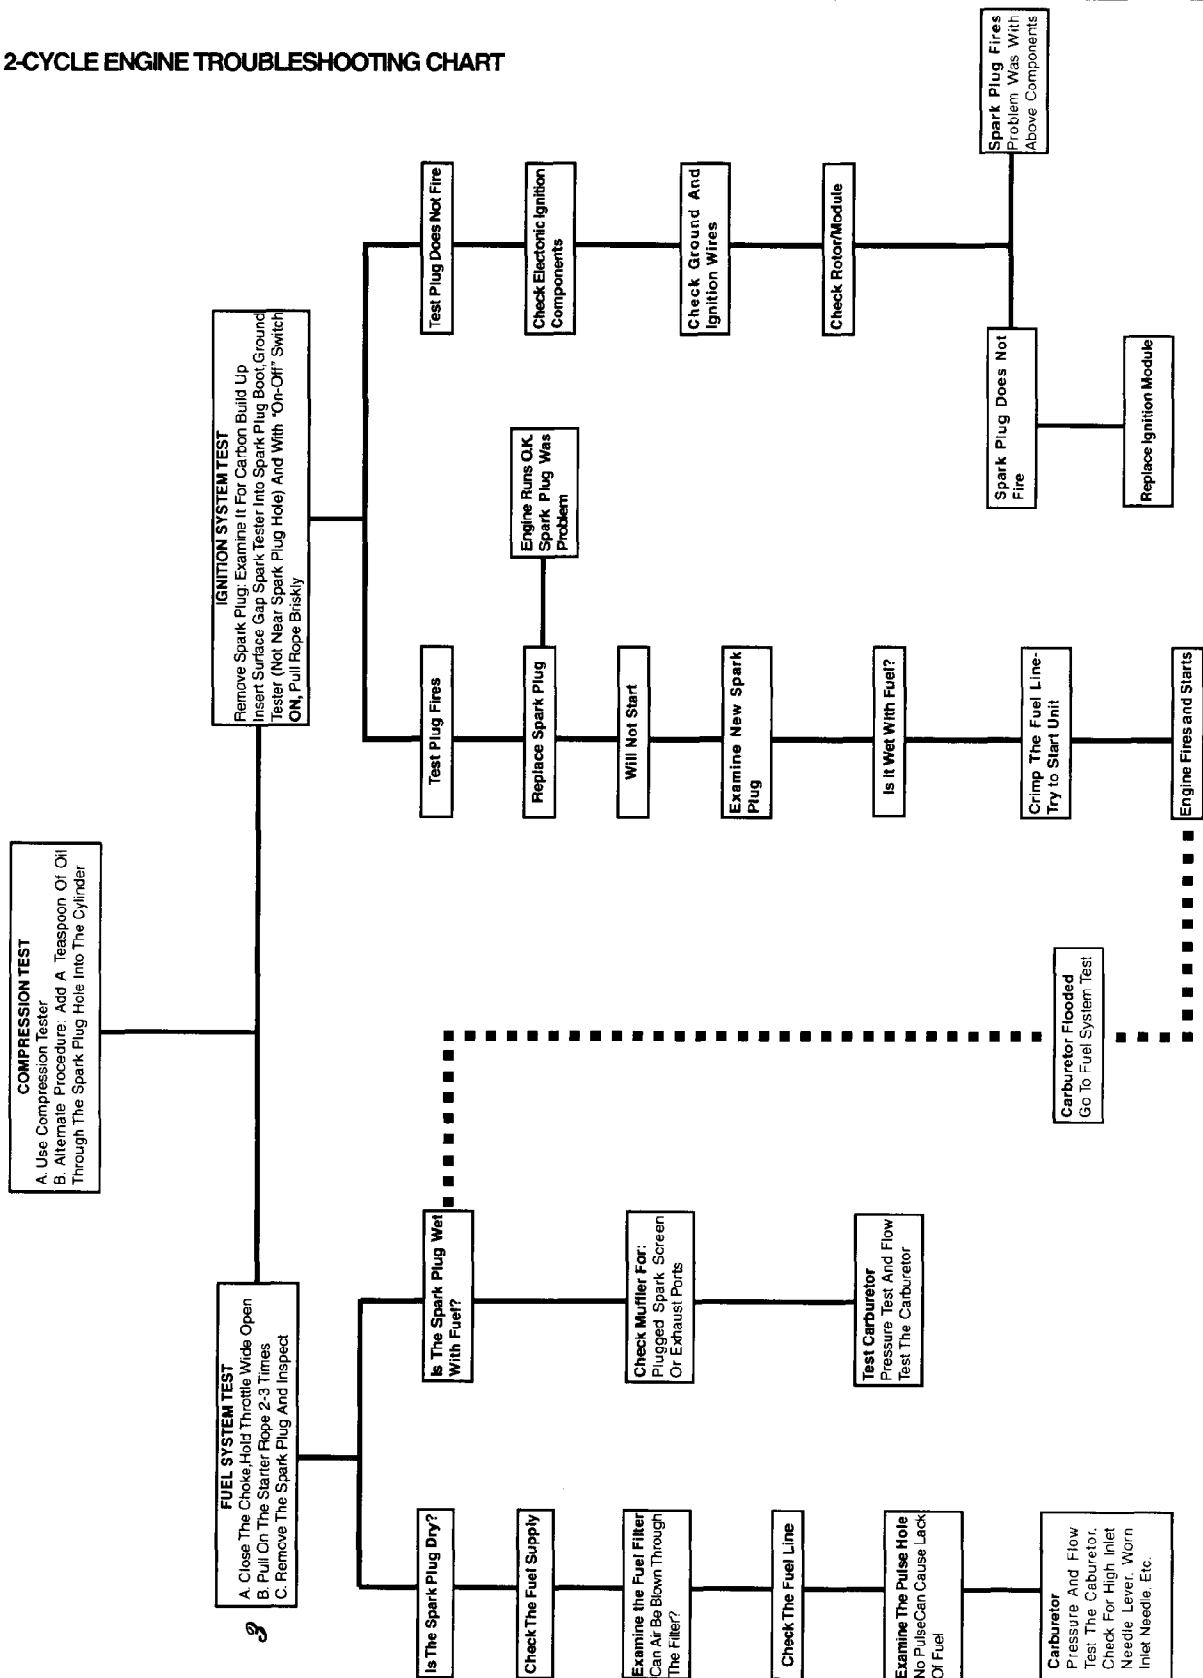 2-CYCLE ENGINE TROUBLESHOOTING CHART
COMPRESSION TEST
A. Use Compression Tester
B. Alternate Procedure: Add A Teaspoon Of Oil
Through The Spark Plug Hole Into The Cylinder
3
FUEL SYSTEM TEST
A. Close The Choke,Hold Throttle Wide Open
B. Pull On The Starter Rope 2-3 Times
C. Remove The Spark Plug And Inspect
Is The Spark Plug Dry?
Check The Fuel Supply
Examine the Fuel Filter
Can Air Be Blown Through
The Filter?
Check The Fuel Line
Examine The Pulse Hole
No PulseCan Cause Lack
Of Fuel
Carburetor
Pressure And Flow
Test The Caburetor.
Check For High Inlet
Needle Lever. Worn
Inlet Needle. Etc.
Is The Spark Plug Wet
With Fuel?
Check Muffler For:
Plugged Spark Screen
Or Exhaust Ports
Test Carburetor
Pressure Test And Flow
Test The Carburetor
Carburetor Flooded
Go To Fuel System Test
IGNITION SYSTEM TEST
Remove Spark Plug: Examine It For Carbon Build Up
Insert Surface Gap Spark Tester Into Spark Plug Boot,Ground
Tester (Not Near Spark Plug Hole) And With "On-Off" Switch
ON, Pull Rope Briskly
Test Plug Fires
Replace Spark Plug
Engine Runs O.K.
Spark Plug Was
Problem
Will Not Start
Examine New Spark
Plug
Is It Wet With Fuel?
Crimp The Fuel Line-
Try to Start Unit
Engine Fires and Starts
Test Plug Does Not Fire
Check Electonic Ignition
Components
Check Ground And
Ignition Wires
Check Rotor/Module
Spark Plug Does Not
Fire
Replace Ignition Module
Spark Plug Fires
Problem Was With
Above Components